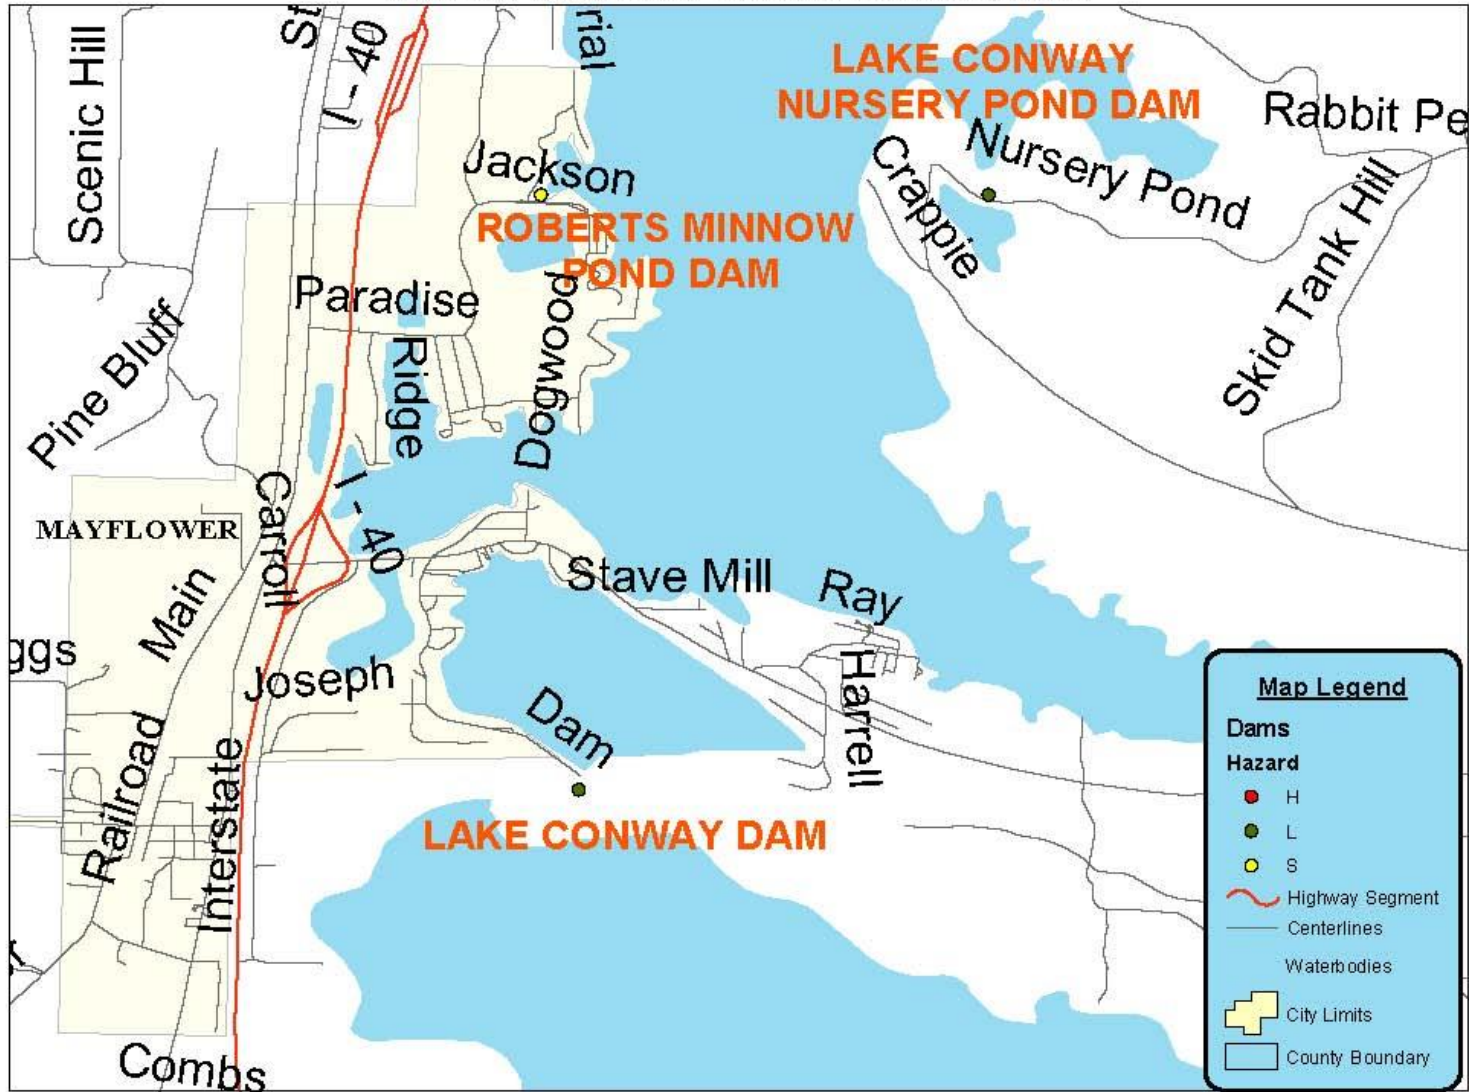 St
I - 40
Scenic Hill
rial
LAKE CONWAY
NURSERY POND DAM
Rabbit Pe
Jackson
Nursery Pond
Crappie
ROBERTS MINNOW
POND DAM
Skid Tank Hill
Paradise
Pine Bluff
Ridge
Dogwood
Carroll
I - 40
MAYFLOWER
Stave Mill
Ray
Main
ggs
Joseph
Harrell
Dam
Railroad
Interstate
LAKE CONWAY DAM
r
Combs
Map Legend
Dams
Hazard
H
L
S
Highway Segment
Centerlines
Waterbodies
City Limits
County Boundary